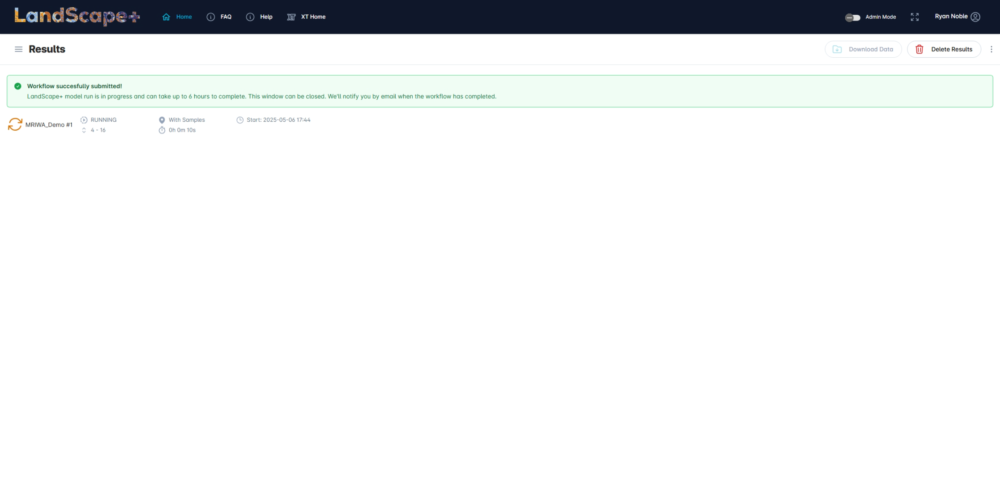 LandScape+
Home
FAQ
Help
XT Home
Admin Mode
Ryan Noble
Results
Download Data
Delete Results
Workflow succesfully submitted!
LandScape+ model run is in progress and can take up to 6 hours to complete. This window can be closed. We'll notify you by email when the workflow has completed.
MRIWA_Demo #1
RUNNING
4 - 16
With Samples
0h 0m 10s
Start: 2025-05-06 17:44